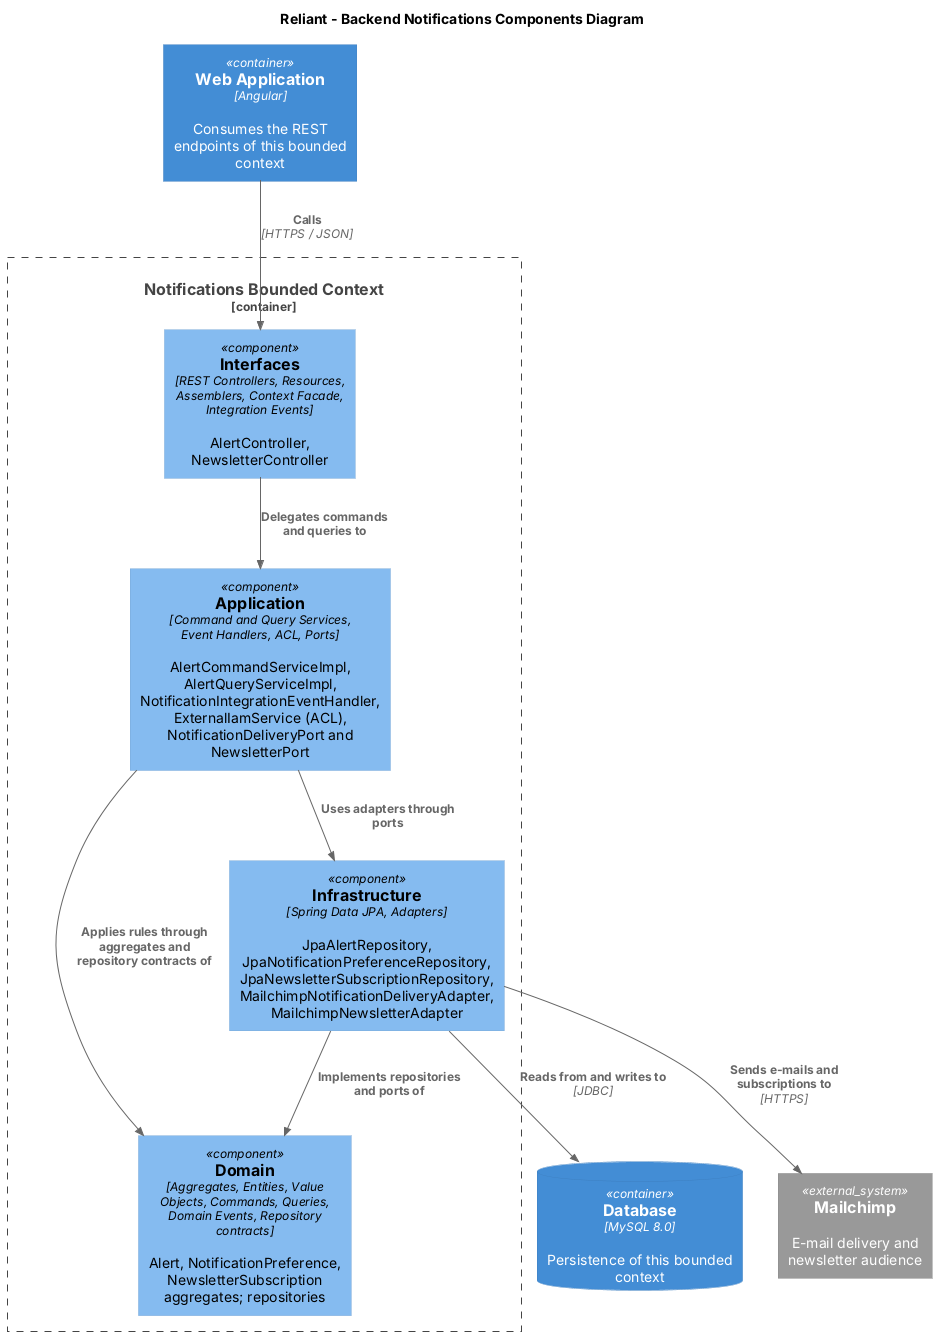 Reliant - Backend Notifications Components Diagram
«container»
Web Application
[Angular]
Consumes the REST
endpoints of this bounded
context
Calls
[HTTPS / JSON]
Notifications Bounded Context
[container]
«component»
Interfaces
[REST Controllers, Resources,
Assemblers, Context Facade,
Integration Events]
AlertController,
NewsletterController
Delegates commands
and queries to
«component»
Application
[Command and Query Services,
Event Handlers, ACL, Ports]
AlertCommandServiceImpl,
AlertQueryServiceImpl,
NotificationIntegrationEventHandler,
ExternalIamService (ACL),
NotificationDeliveryPort and
NewsletterPort
Uses adapters through
ports
«component»
Infrastructure
[Spring Data JPA, Adapters]
JpaAlertRepository,
JpaNotificationPreferenceRepository,
JpaNewsletterSubscriptionRepository,
MailchimpNotificationDeliveryAdapter,
MailchimpNewsletterAdapter
Applies rules through
aggregates and
repository contracts of
Implements repositories
and ports of
Reads from and writes to
[JDBC]
Sends e-mails and
subscriptions to
[HTTPS]
«component»
Domain
[Aggregates, Entities, Value
Objects, Commands, Queries,
Domain Events, Repository
contracts]
Alert, NotificationPreference,
NewsletterSubscription
aggregates; repositories
«container»
Database
[MySQL 8.0]
Persistence of this bounded
context
«external_system»
Mailchimp
E-mail delivery and
newsletter audience